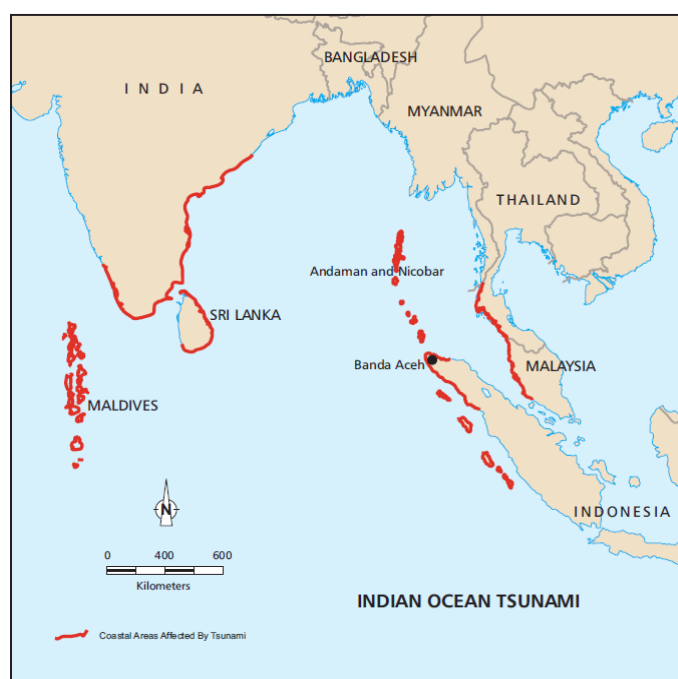 BANGLADESH
I N D I A
MYANMAR
THAILAND
Andaman and Nicobar
SRI LANKA
Banda Aceh
MALAYSIA
MALDIVES
N
INDONESIA
0 400 600
Kilometers
INDIAN OCEAN TSUNAMI
Coastal Areas Affected By Tsunami